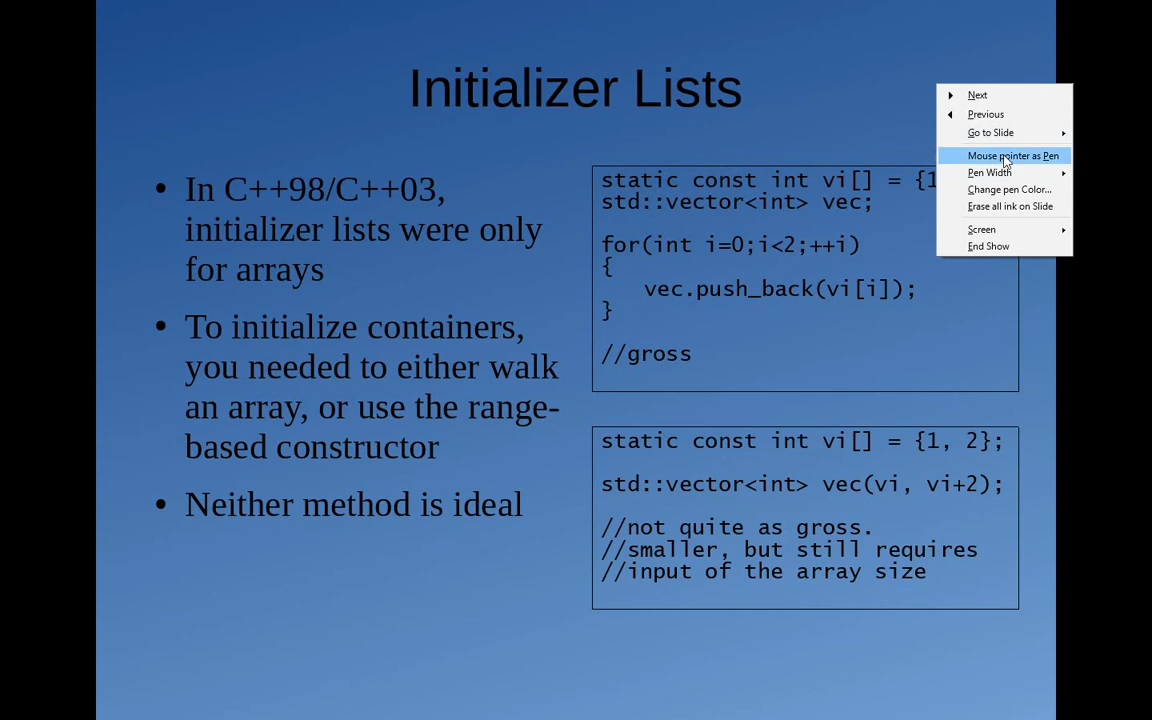 Initializer Lists
• In C++98/C++03,
initializer lists were only
for arrays
• To initialize containers,
you needed to either walk
an array, or use the range-
based constructor
• Neither method is ideal
static const int vi[] = {1
std::vector<int> vec;
for(int i=0;i<2;++i)
{
vec.push_back(vi[i]);
}
//gross
static const int vi[] = {1, 2};
std::vector<int> vec(vi, vi+2);
//not quite as gross.
//smaller, but still requires
//input of the array size
Next
Previous
Go to Slide
Mouse pointer as Pen
Pen Width
Change pen Color...
Erase all ink on Slide
Screen
End Show